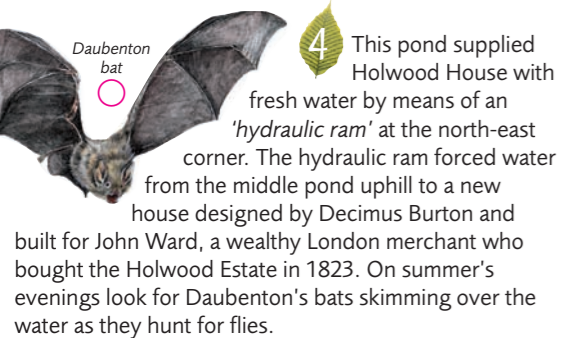 Daubenton
bat
4 This pond supplied
Holwood House with
fresh water by means of an
‘hydraulic ram’ at the north-east
corner. The hydraulic ram forced water
from the middle pond uphill to a new
house designed by Decimus Burton and
built for John Ward, a wealthy London merchant who
bought the Holwood Estate in 1823. On summer’s
evenings look for Daubenton’s bats skimming over the
water as they hunt for flies.